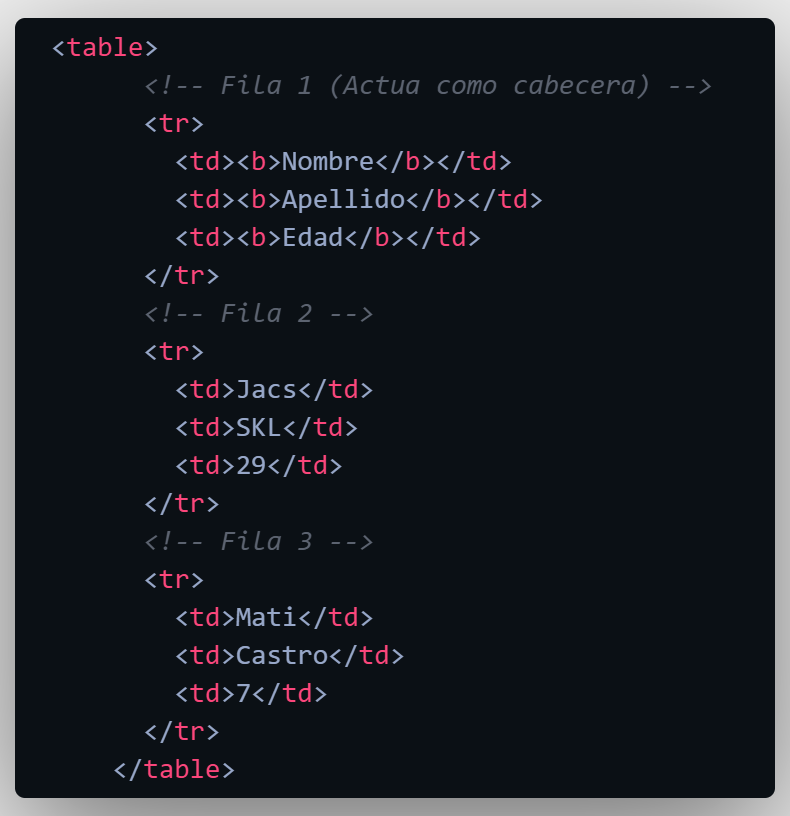 <table>
<!-- Fila 1 (Actua como cabecera) -->
<tr>
<td><b>Nombre</b></td>
<td><b>Apellido</b></td>
<td><b>Edad</b></td>
</tr>
<!-- Fila 2 -->
<tr>
<td>Jacs</td>
<td>SKL</td>
<td>29</td>
</tr>
<!-- Fila 3 -->
<tr>
<td>Mati</td>
<td>Castro</td>
<td>7</td>
</tr>
</table>